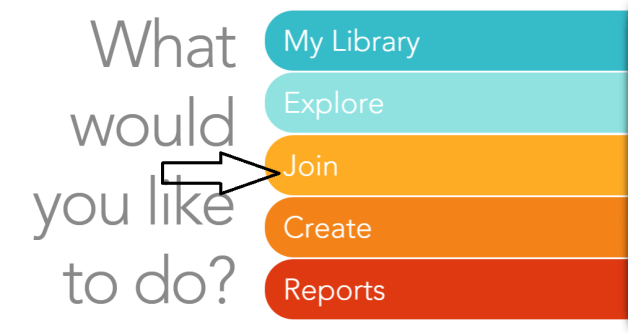 What
would
you like
to do?
My Library
Explore
Join
Create
Reports